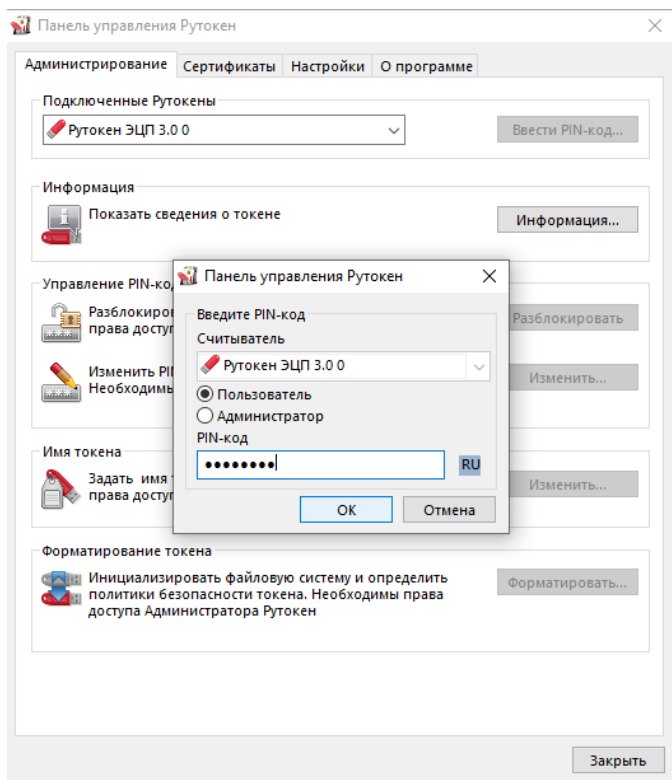 Панель управления Рутокен
Администрирование Сертификаты Настройки О программе
Подключенные Рутокены
Рутокен ЭЦП 3.0 0
Ввести PIN-код...
Информация
Показать сведения о токене
Информация...
Управление PIN-ко
Разблокиров
права доступ
Разблокировать
Изменить PI
Необходимы
Изменить...
Панель управления Рутокен
Введите PIN-код
Считыватель
Рутокен ЭЦП 3.0 0
Пользователь
Администратор
PIN-код
••••••••
RU
ОК Отмена
Имя токена
Задать имя
права доступ
Изменить...
Форматирование токена
Инициализировать файловую систему и определить
политики безопасности токена. Необходимы права
доступа Администратора Рутокен
Форматировать...
Закрыть